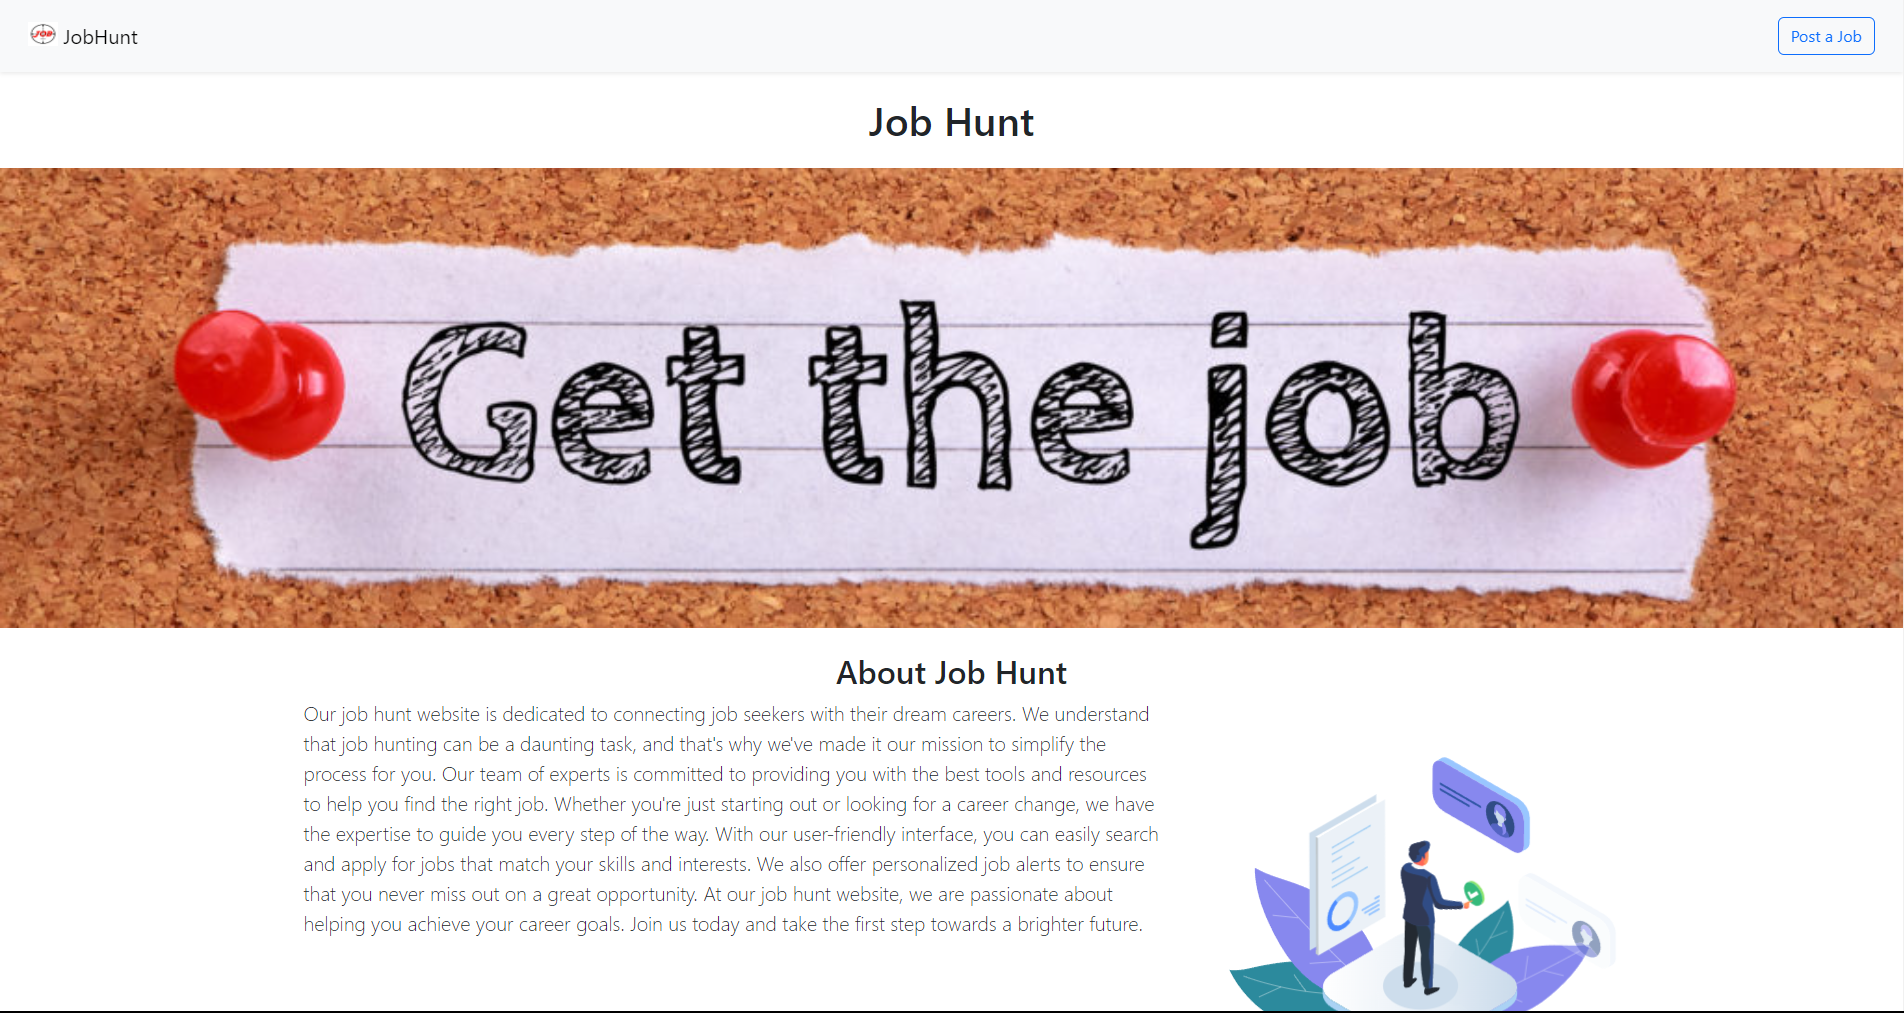 JOB JobHunt
Post a Job
Job Hunt
Get the job
About Job Hunt
Our job hunt website is dedicated to connecting job seekers with their dream careers. We understand
that job hunting can be a daunting task, and that's why we've made it our mission to simplify the
process for you. Our team of experts is committed to providing you with the best tools and resources
to help you find the right job. Whether you're just starting out or looking for a career change, we have
the expertise to guide you every step of the way. With our user-friendly interface, you can easily search
and apply for jobs that match your skills and interests. We also offer personalized job alerts to ensure
that you never miss out on a great opportunity. At our job hunt website, we are passionate about
helping you achieve your career goals. Join us today and take the first step towards a brighter future.